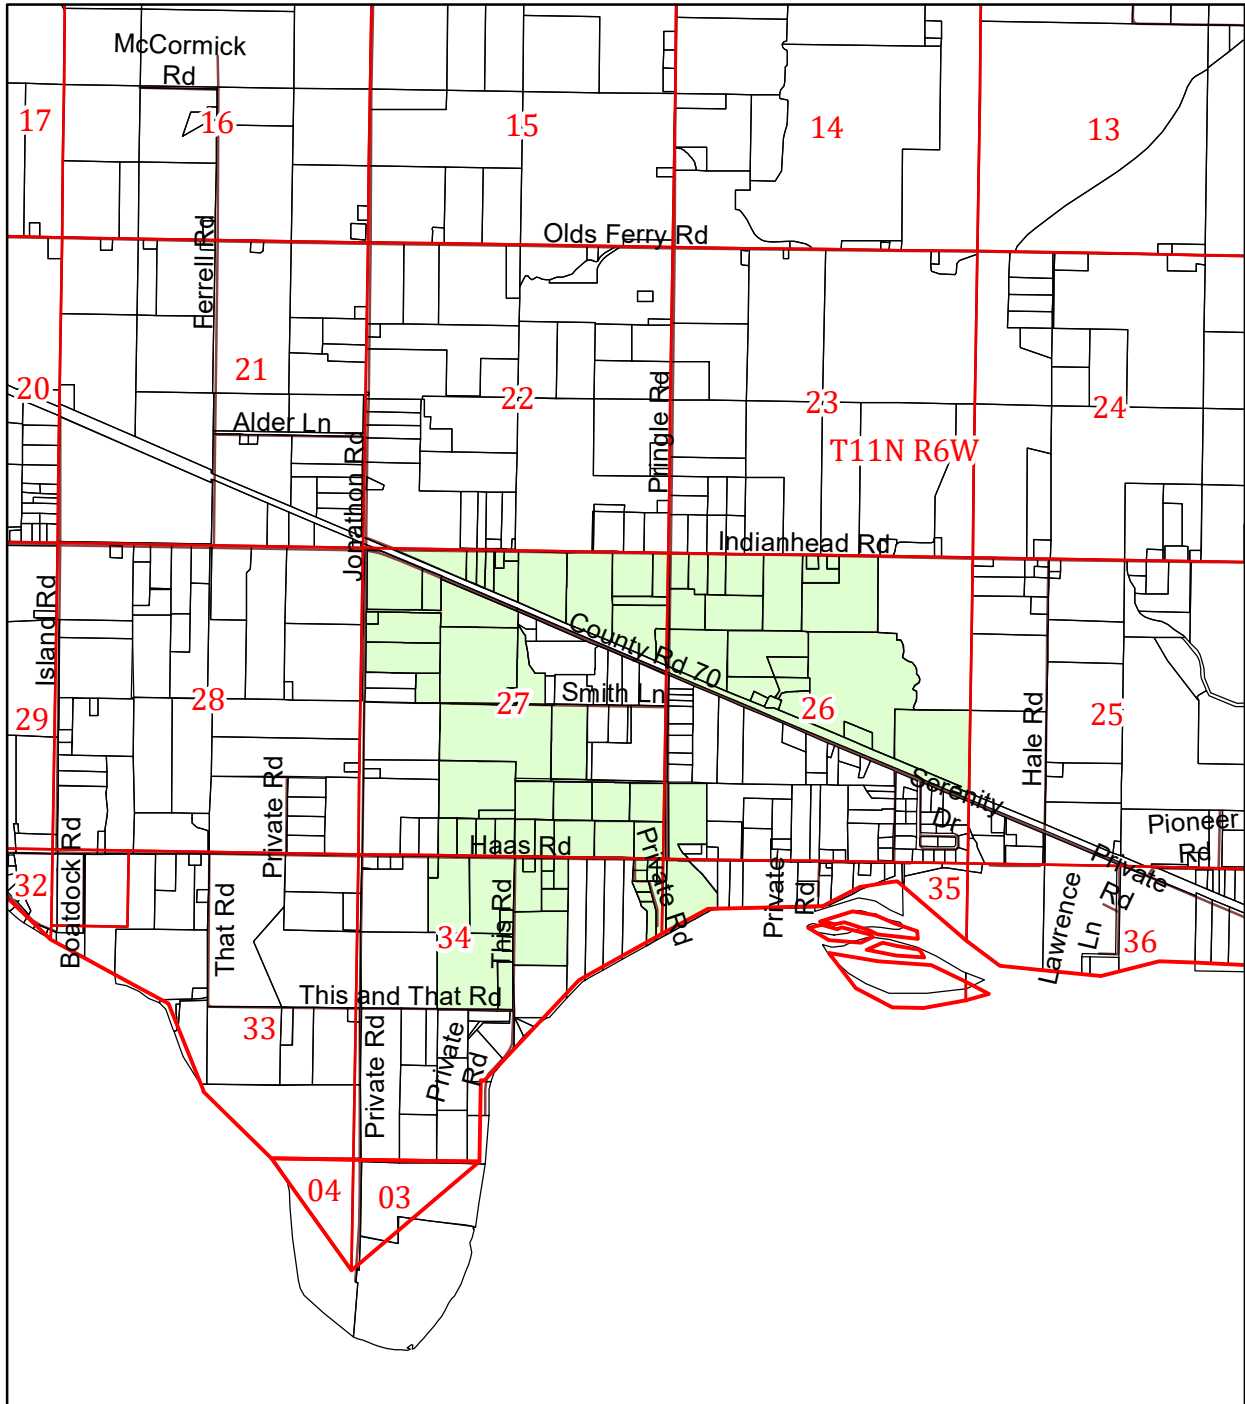 McCormick
Rd
17
16
15
14
13
Ferrell Rd
Olds Ferry Rd
20
21
22
23
24
Alder Ln
Jonathon Rd
Pringle Rd
T11N R6W
Indianhead Rd
Island Rd
County Rd 70
Smith Ln
29
28
27
26
25
Hale Rd
Private Rd
Serenity
Dr
Boatdock Rd
Haas Rd
Private Rd
Pioneer
Rd
Private
Rd
32
That Rd
This Rd
34
Private
Rd
35
Lawrence
Ln
36
This and That Rd
33
Private Rd
Private
Rd
04
03